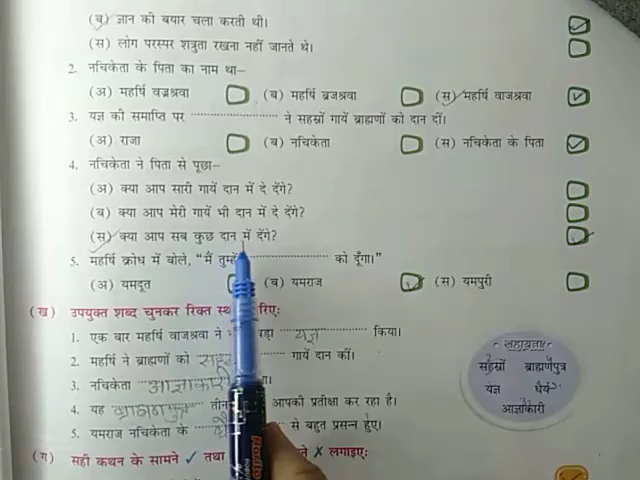 (ब) ज्ञान की बयार चला करती थी।
(स) लोग परस्पर शत्रुता रखना नहीं जानते थे।
2. नचिकेता के पिता का नाम था–
(अ) महर्षि वज्रश्रवा (ब) महर्षि ब्रजश्रवा (स) महर्षि वाजश्रवा
3. यज्ञ की समाप्ति पर .......................... ने सहस्रों गायें ब्राह्मणों को दान दीं।
(अ) राजा (ब) नचिकेता (स) नचिकेता के पिता
4. नचिकेता ने पिता से पूछा–
(अ) क्या आप सारी गायें दान में दे देंगे?
(ब) क्या आप मेरी गायें भी दान में दे देंगे?
(स) क्या आप सब कुछ दान में देंगे?
5. महर्षि क्रोध में बोले, “मैं तुम्हें .......................... को दूँगा।”
(अ) यमदूत (ब) यमराज (स) यमपुरी
(ख) उपयुक्त शब्द चुनकर रिक्त
1. एक बार महर्षि वाजश्रवा ने यज्ञ किया।
2. महर्षि ने ब्राह्मणों को गायें दान कीं।
3. नचिकेता आज्ञाकारी
4. यह ब्राह्मणपुत्र तीन आपकी प्रतीक्षा कर रहा है।
5. यमराज नचिकेता के से बहुत प्रसन्न हुए।
सहायता
सहस्रों ब्राह्मणपुत्र
यज्ञ धैर्य
आज्ञाकारी
(ग) सही कथन के सामने ✓ तथा ✗ लगाइए: